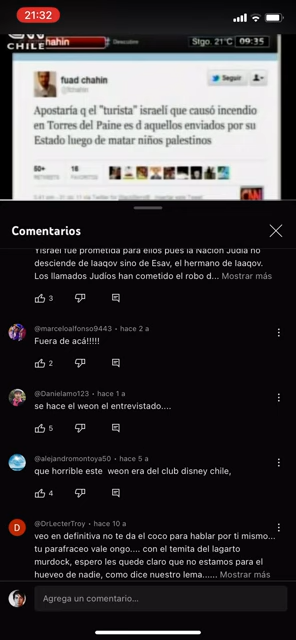 21:32
CNN
CHILE
hahin
Descubre
Stgo. 21°C
09:35
fuad chahin
Seguir
Apostaría q el "turista" israelí que causó incendio
en Torres del Paine es d aquellos enviados por su
Estado luego de matar niños palestinos
50+
16
RETWEETS
FAVORITES
Comentarios
Yisrael fue prometida para ellos pues la Nación Judía no
desciende de Iaaqov sino de Esav, el hermano de Iaaqov.
Los llamados Judíos han cometido el robo d... Mostrar más
3
@marceloalfonso9443 • hace 2 a
Fuera de acá!!!!!
2
@Danielamo123 • hace 1 a
se hace el weon el entrevistado....
5
@alejandromontoya50 • hace 5 a
que horrible este weon era del club disney chile,
4
@DrLecterTroy • hace 10 a
D
veo en definitiva no te da el coco para hablar por ti mismo...
tu parafraceo vale ongo.... con el temita del lagarto
murdock, espero les quede claro que no estamos para el
hueveo de nadie, como dice nuestro lema...... Mostrar más
Agrega un comentario...